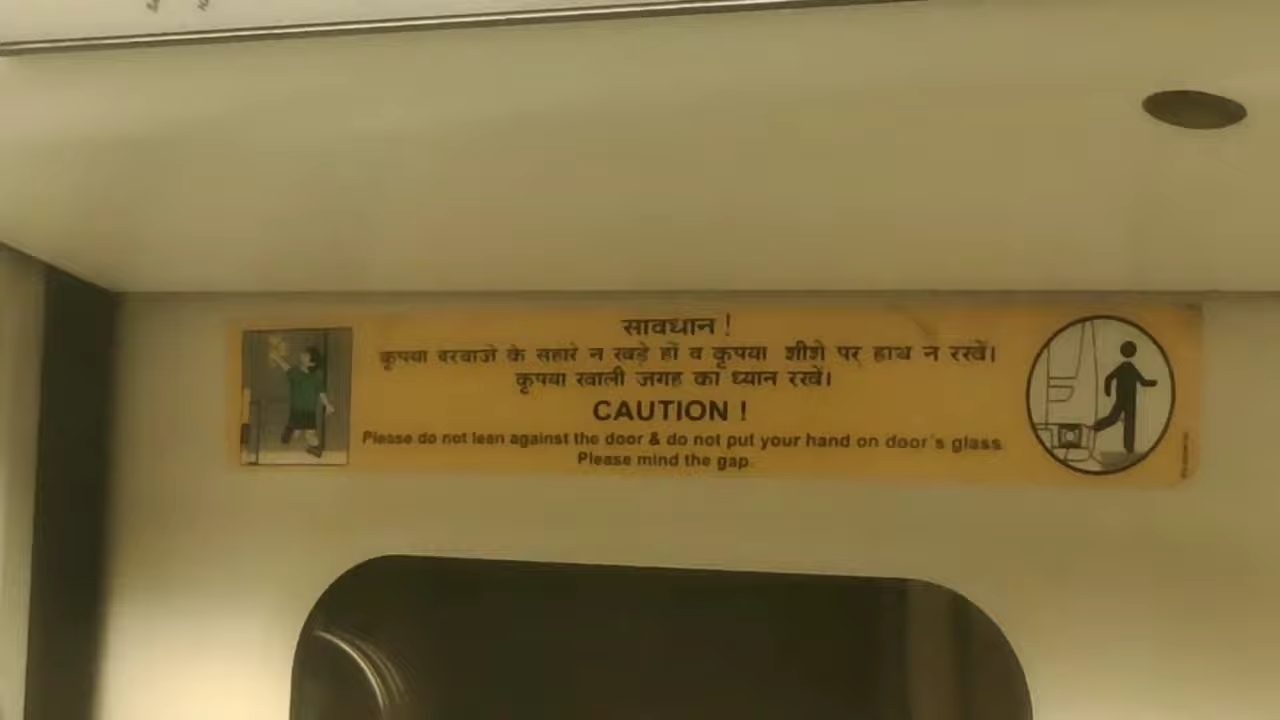 सावधान !
कृपया दरवाजे के सहारे न खड़े हों व कृपया शीशे पर हाथ न रखें।
कृपया खाली जगह का ध्यान रखें।
CAUTION !
Please do not lean against the door & do not put your hand on door's glass.
Please mind the gap.